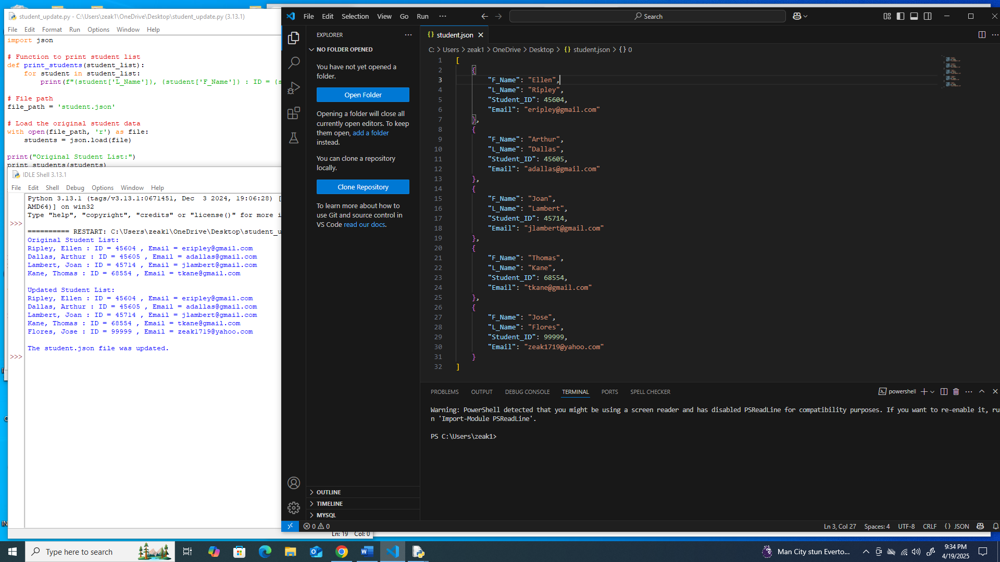 student_update.py - C:\Users\zeak1\OneDrive\Desktop\student_update.py (3.13.1)
File Edit Format Run Options Window Help
import json
# Function to print student list
def print_students(student_list):
    for student in student_list:
        print(f"{student['L_Name']}, {student['F_Name']} : ID = {s
# File path
file_path = 'student.json'
# Load the original student data
with open(file_path, 'r') as file:
    students = json.load(file)
print("Original Student List:")
print_students(students)
IDLE Shell 3.13.1
File Edit Shell Debug Options Window Help
Python 3.13.1 (tags/v3.13.1:0671451, Dec  3 2024, 19:06:28) [
AMD64)] on win32
Type "help", "copyright", "credits" or "license()" for more i
>>>
========== RESTART: C:\Users\zeak1\OneDrive\Desktop\student_u
Original Student List:
Ripley, Ellen : ID = 45604 , Email = eripley@gmail.com
Dallas, Arthur : ID = 45605 , Email = adallas@gmail.com
Lambert, Joan : ID = 45714 , Email = jlambert@gmail.com
Kane, Thomas : ID = 68554 , Email = tkane@gmail.com
Updated Student List:
Ripley, Ellen : ID = 45604 , Email = eripley@gmail.com
Dallas, Arthur : ID = 45605 , Email = adallas@gmail.com
Lambert, Joan : ID = 45714 , Email = jlambert@gmail.com
Kane, Thomas : ID = 68554 , Email = tkane@gmail.com
Flores, Jose : ID = 99999 , Email = zeak1719@yahoo.com
The student.json file was updated.
>>>
Ln: 19 Col: 0
File Edit Selection View Go Run ···
Search
EXPLORER ···
NO FOLDER OPENED
You have not yet opened a
folder.
Open Folder
Opening a folder will close all
currently open editors. To keep
them open, add a folder
instead.
You can clone a repository
locally.
Clone Repository
To learn more about how to
use Git and source control in
VS Code read our docs.
OUTLINE
TIMELINE
MYSQL
{} student.json
C: > Users > zeak1 > OneDrive > Desktop > {} student.json > {} 0
1 [
2     {
3         "F_Name": "Ellen",
4         "L_Name": "Ripley",
5         "Student_ID": 45604,
6         "Email": "eripley@gmail.com"
7     },
8     {
9         "F_Name": "Arthur",
10         "L_Name": "Dallas",
11         "Student_ID": 45605,
12         "Email": "adallas@gmail.com"
13     },
14     {
15         "F_Name": "Joan",
16         "L_Name": "Lambert",
17         "Student_ID": 45714,
18         "Email": "jlambert@gmail.com"
19     },
20     {
21         "F_Name": "Thomas",
22         "L_Name": "Kane",
23         "Student_ID": 68554,
24         "Email": "tkane@gmail.com"
25     },
26     {
27         "F_Name": "Jose",
28         "L_Name": "Flores",
29         "Student_ID": 99999,
30         "Email": "zeak1719@yahoo.com"
31     }
32 ]
PROBLEMS OUTPUT DEBUG CONSOLE TERMINAL PORTS SPELL CHECKER
powershell
Warning: PowerShell detected that you might be using a screen reader and has disabled PSReadLine for compatibility purposes. If you want to re-enable it, ru
n 'Import-Module PSReadLine'.
PS C:\Users\zeak1>
0 0
Ln 3, Col 27 Spaces: 4 UTF-8 CRLF {} JSON
Type here to search
Man City stun Everto...
9:34 PM
4/19/2025